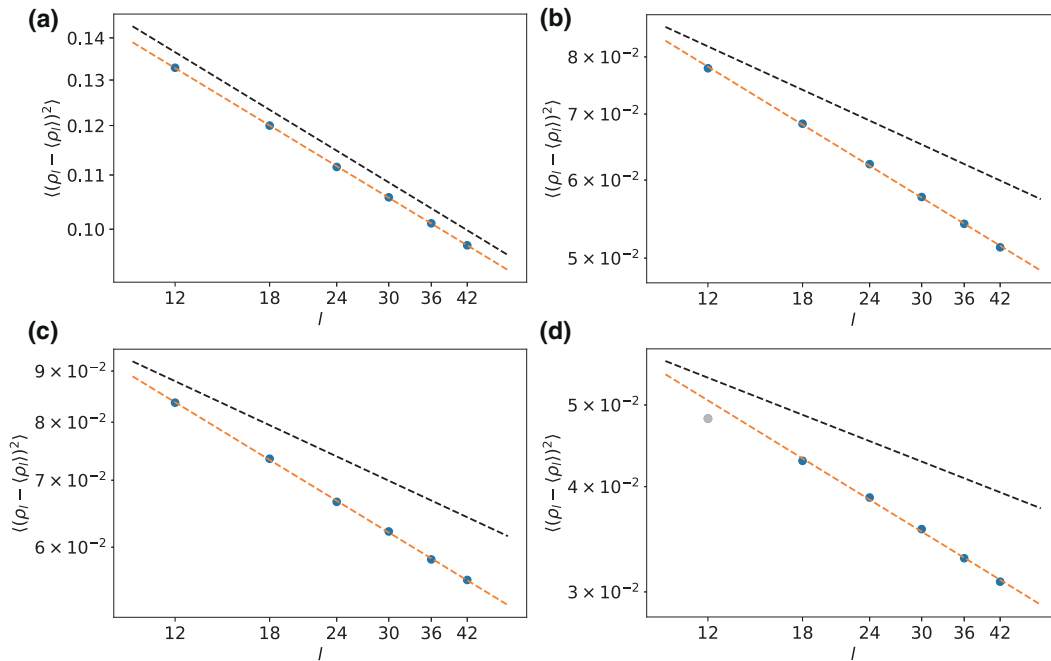 (a)
0.14
0.13
0.12
0.11
0.10
⟨(ρ_l − ⟨ρ_l⟩)²⟩
12 18 24 30 36 42
l
(b)
8 × 10⁻²
7 × 10⁻²
6 × 10⁻²
5 × 10⁻²
⟨(ρ_l − ⟨ρ_l⟩)²⟩
12 18 24 30 36 42
l
(c)
9 × 10⁻²
8 × 10⁻²
7 × 10⁻²
6 × 10⁻²
⟨(ρ_l − ⟨ρ_l⟩)²⟩
12 18 24 30 36 42
l
(d)
5 × 10⁻²
4 × 10⁻²
3 × 10⁻²
⟨(ρ_l − ⟨ρ_l⟩)²⟩
12 18 24 30 36 42
l